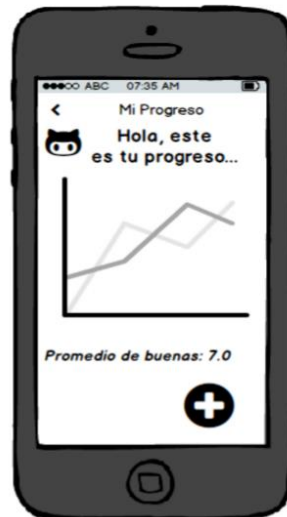 ABC 07:35 AM
Mi Progreso
Hola, este
es tu progreso...
Promedio de buenas: 7.0